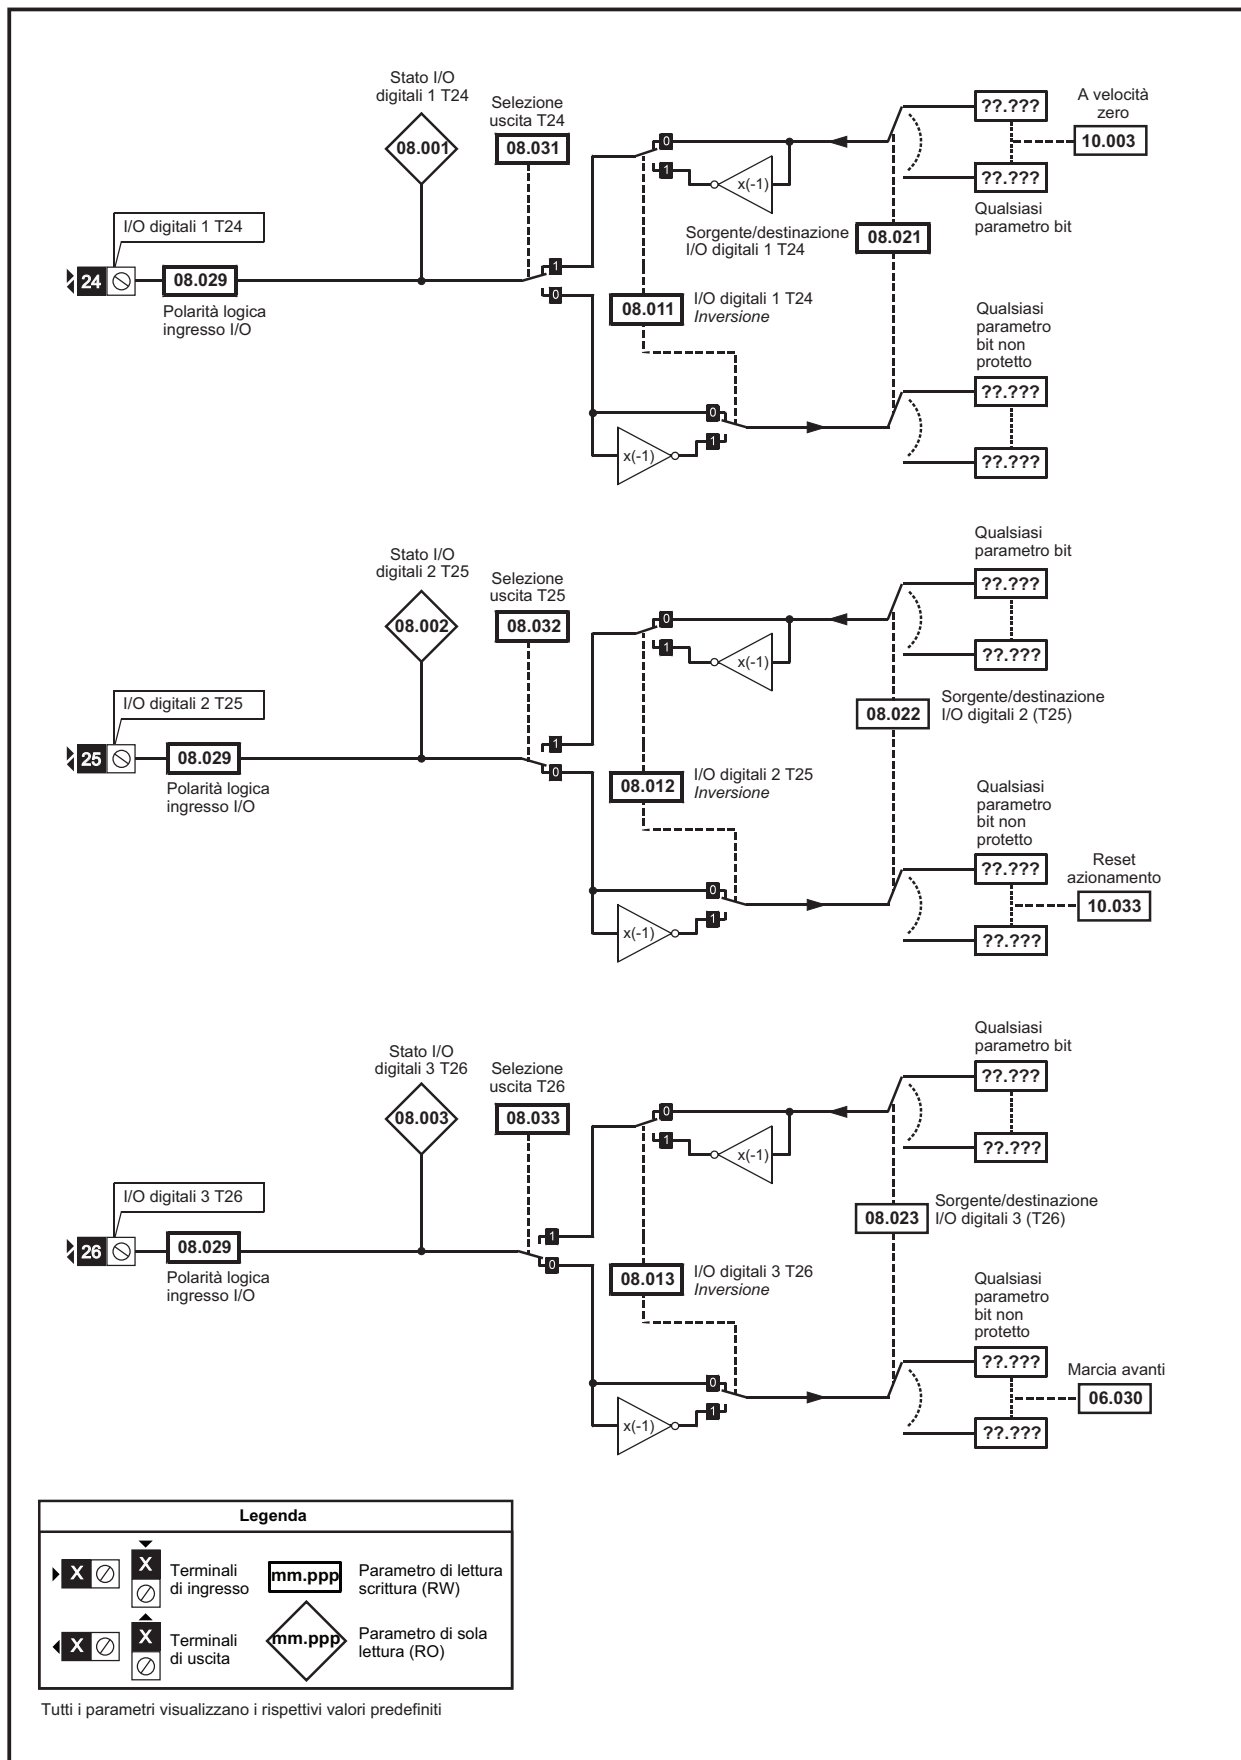 Stato I/O
digitali 1 T24
08.001
Selezione
uscita T24
08.031
0
1
x(-1)
??.???
??.???
A velocità
zero
10.003
Qualsiasi
parametro bit
Sorgente/destinazione
I/O digitali 1 T24
08.021
I/O digitali 1 T24
24
08.029
Polarità logica
ingresso I/O
1
0
08.011
I/O digitali 1 T24
Inversione
Qualsiasi
parametro
bit non
protetto
??.???
??.???
0
1
x(-1)
Stato I/O
digitali 2 T25
08.002
Selezione
uscita T25
08.032
0
1
x(-1)
Qualsiasi
parametro bit
??.???
??.???
08.022
Sorgente/destinazione
I/O digitali 2 (T25)
I/O digitali 2 T25
25
08.029
Polarità logica
ingresso I/O
1
0
08.012
I/O digitali 2 T25
Inversione
Qualsiasi
parametro
bit non
protetto
??.???
??.???
Reset
azionamento
10.033
0
1
x(-1)
Stato I/O
digitali 3 T26
08.003
Selezione
uscita T26
08.033
0
1
x(-1)
Qualsiasi
parametro bit
??.???
??.???
08.023
Sorgente/destinazione
I/O digitali 3 (T26)
I/O digitali 3 T26
26
08.029
Polarità logica
ingresso I/O
1
0
08.013
I/O digitali 3 T26
Inversione
Qualsiasi
parametro
bit non
protetto
??.???
??.???
Marcia avanti
06.030
0
1
x(-1)
Legenda
X
X
Terminali
di ingresso
mm.ppp
Parametro di lettura
scrittura (RW)
X
X
Terminali
di uscita
mm.ppp
Parametro di sola
lettura (RO)
Tutti i parametri visualizzano i rispettivi valori predefiniti